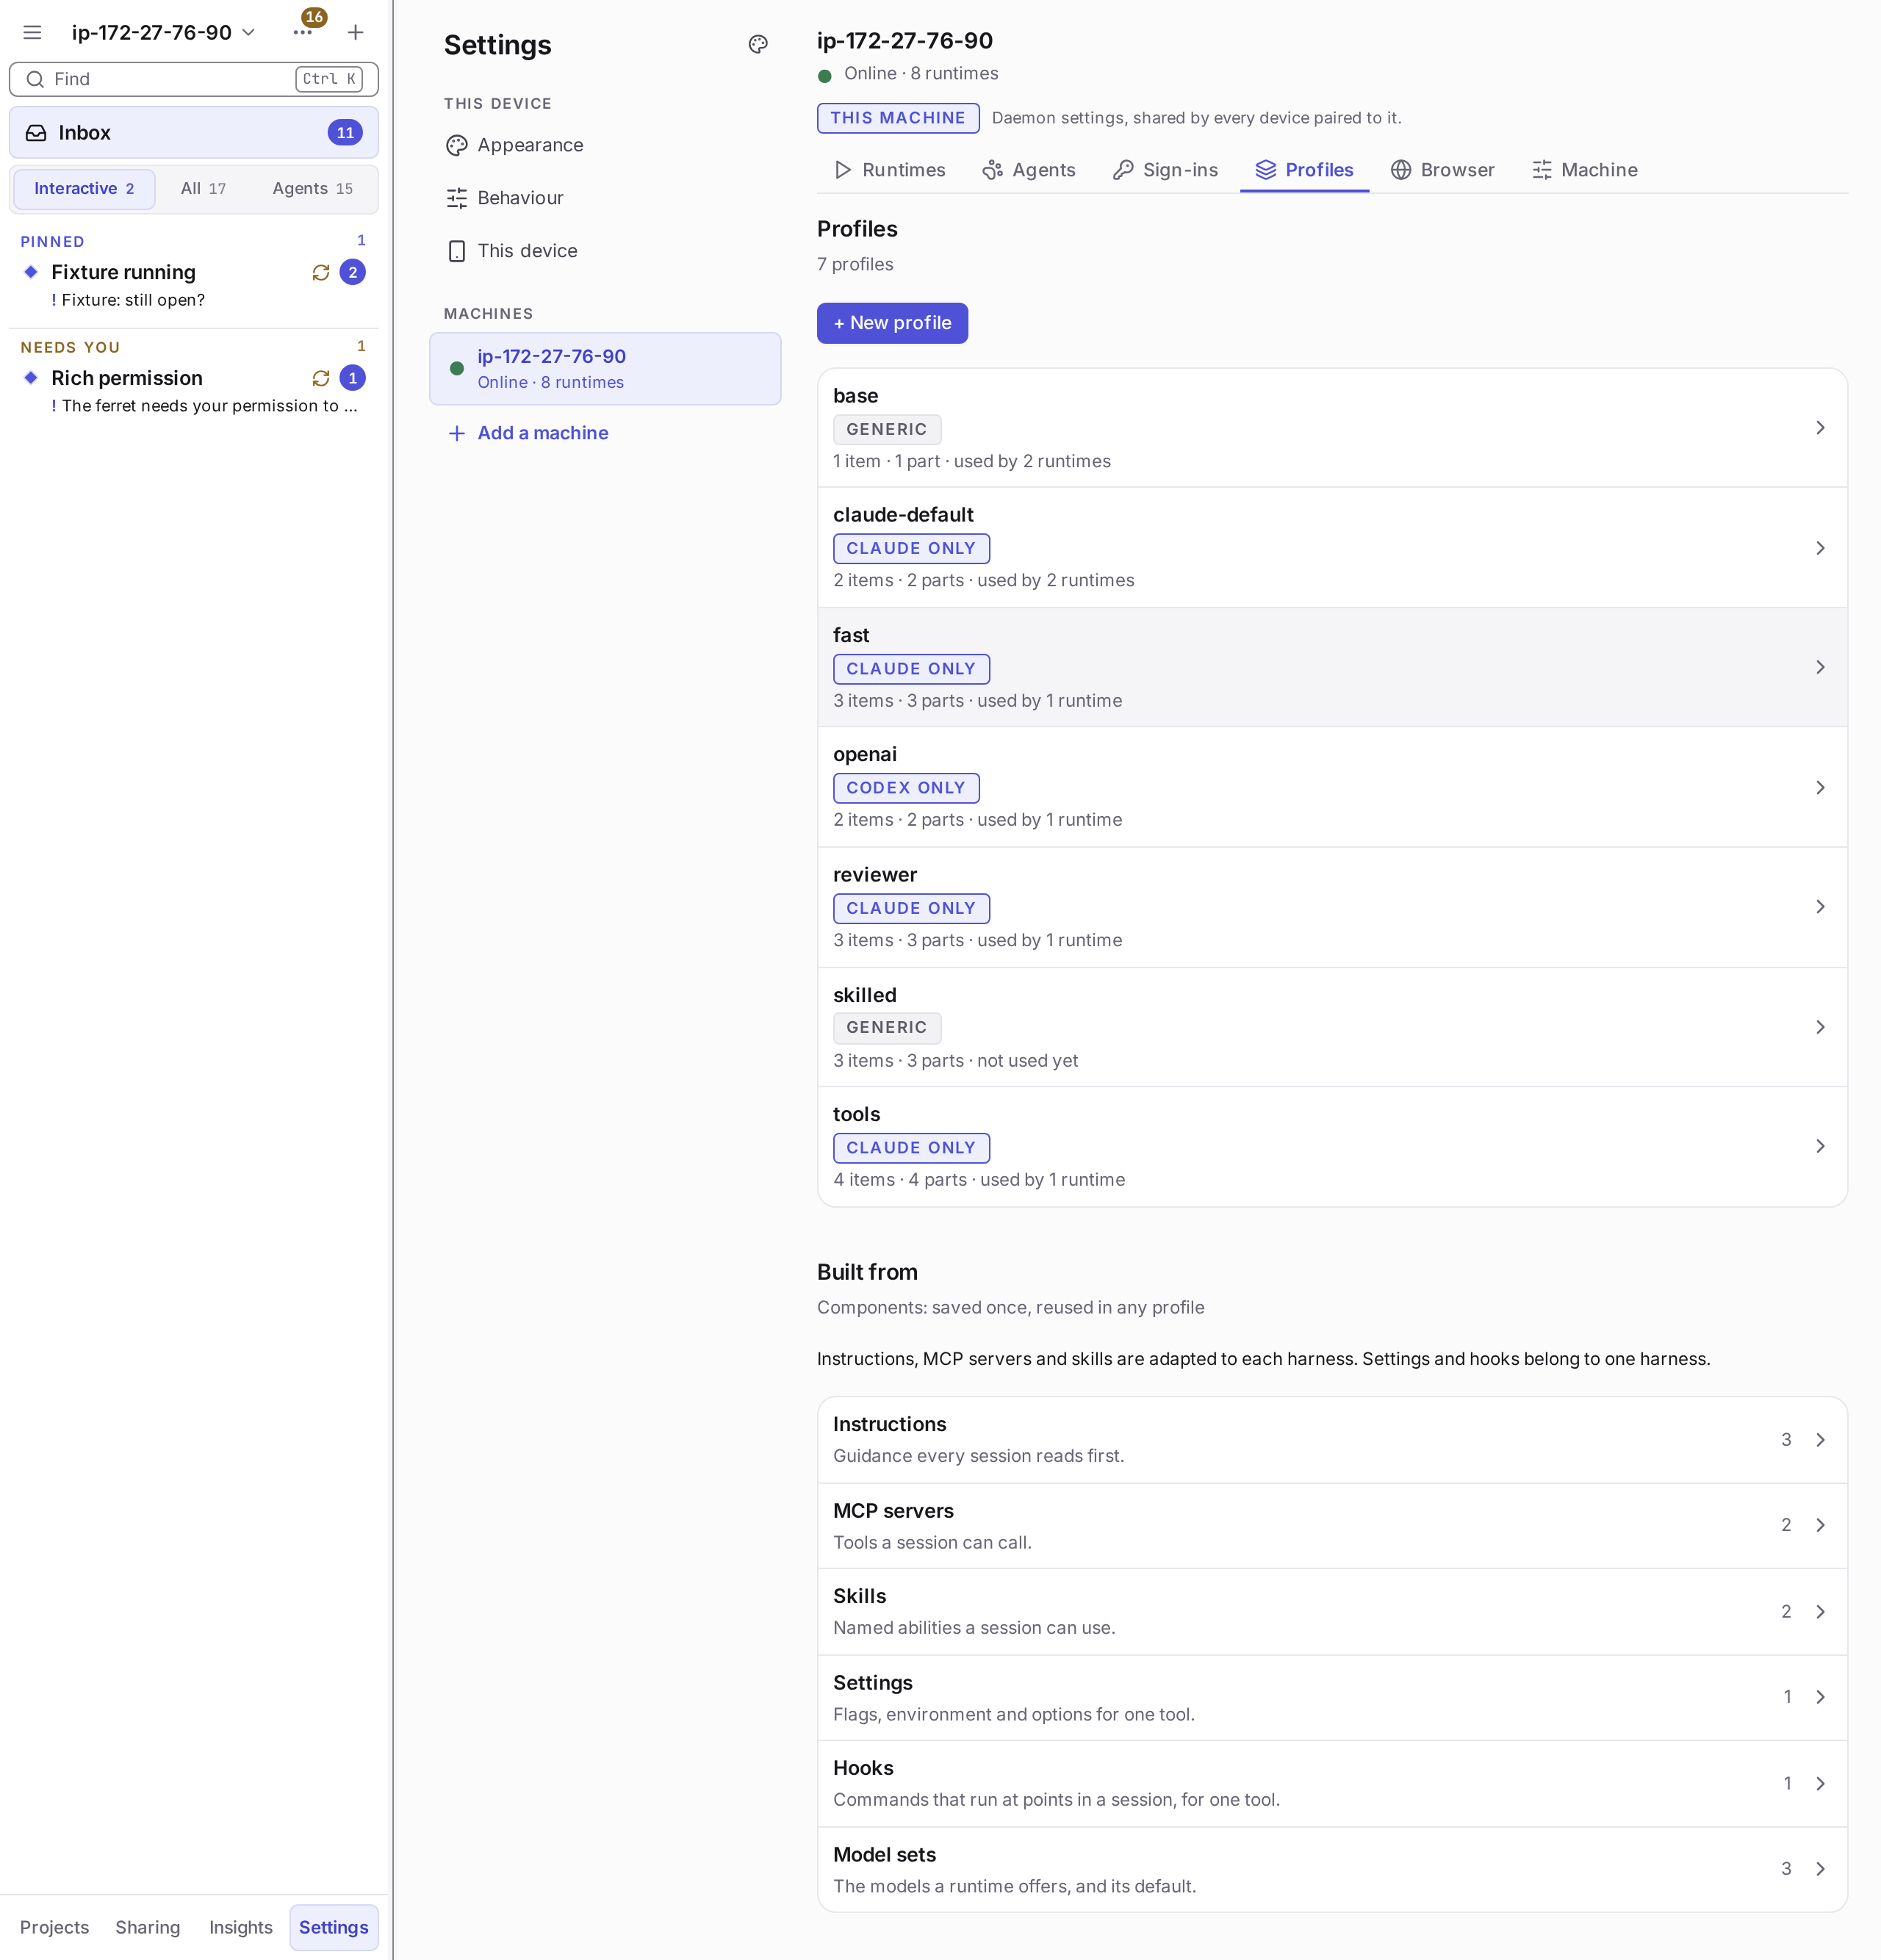 ip-172-27-76-90
16
Find
Ctrl K
Inbox
11
Interactive 2
All 17
Agents 15
PINNED
1
Fixture running
2
! Fixture: still open?
NEEDS YOU
1
Rich permission
1
! The ferret needs your permission to ...
Projects
Sharing
Insights
Settings
Settings
THIS DEVICE
Appearance
Behaviour
This device
MACHINES
ip-172-27-76-90
Online · 8 runtimes
+ Add a machine
ip-172-27-76-90
Online · 8 runtimes
THIS MACHINE
Daemon settings, shared by every device paired to it.
Runtimes
Agents
Sign-ins
Profiles
Browser
Machine
Profiles
7 profiles
+ New profile
base
GENERIC
1 item · 1 part · used by 2 runtimes
claude-default
CLAUDE ONLY
2 items · 2 parts · used by 2 runtimes
fast
CLAUDE ONLY
3 items · 3 parts · used by 1 runtime
openai
CODEX ONLY
2 items · 2 parts · used by 1 runtime
reviewer
CLAUDE ONLY
3 items · 3 parts · used by 1 runtime
skilled
GENERIC
3 items · 3 parts · not used yet
tools
CLAUDE ONLY
4 items · 4 parts · used by 1 runtime
Built from
Components: saved once, reused in any profile
Instructions, MCP servers and skills are adapted to each harness. Settings and hooks belong to one harness.
Instructions
Guidance every session reads first.
3
MCP servers
Tools a session can call.
2
Skills
Named abilities a session can use.
2
Settings
Flags, environment and options for one tool.
1
Hooks
Commands that run at points in a session, for one tool.
1
Model sets
The models a runtime offers, and its default.
3